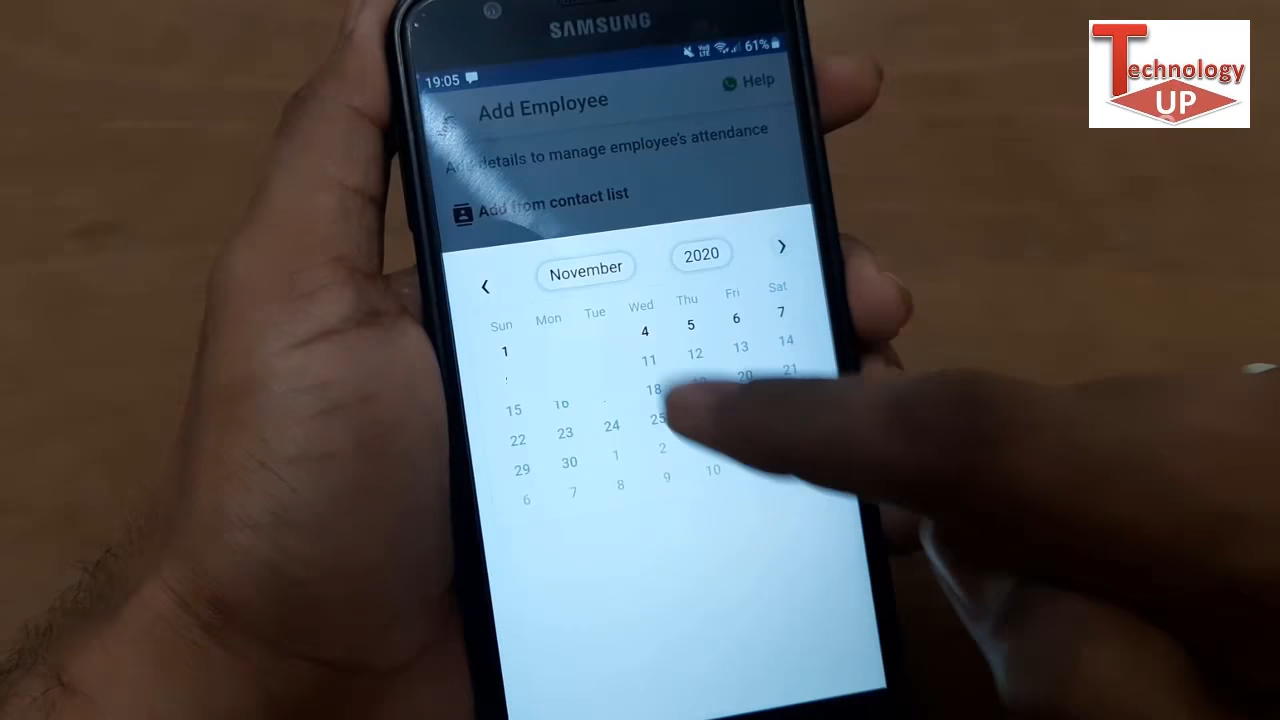 SAMSUNG
19:05 61%
Add Employee Help
Add details to manage employee's attendance
Add from contact list
November 2020
Sun Mon Tue Wed Thu Fri Sat
1 4 5 6 7
11 12 13 14
15 16 18 20 21
22 23 24 25
29 30 1 2
6 7 8 9 10
Technology
UP